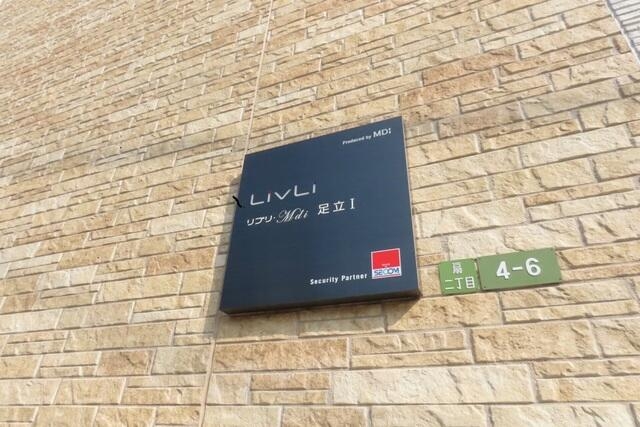 Produced by MDI
LiVLi
リブリ・Mdi 足立 I
Security Partner
SECOM
扇
二丁目
4-6